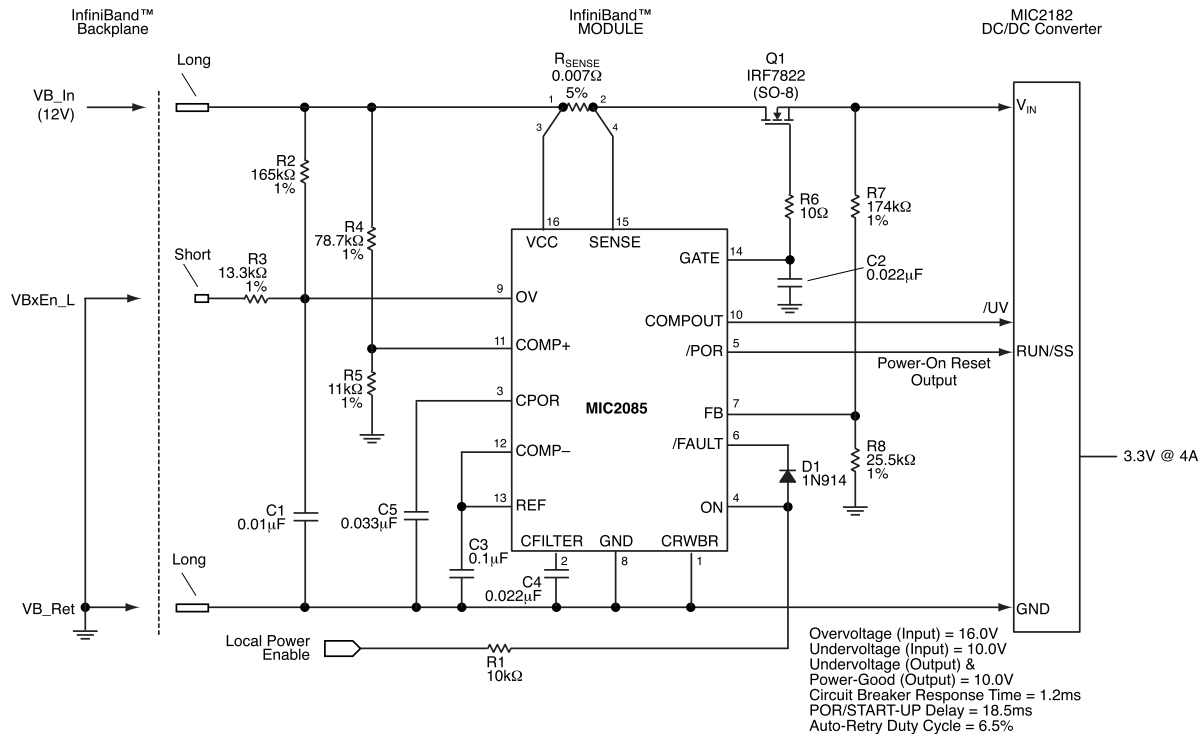 InfiniBand™
Backplane
InfiniBand™
MODULE
MIC2182
DC/DC Converter
Long
VB_In
(12V)
RSENSE
0.007Ω
5%
1
2
3
4
Q1
IRF7822
(SO-8)
VIN
R2
165kΩ
1%
R4
78.7kΩ
1%
R6
10Ω
R7
174kΩ
1%
16
15
VCC
SENSE
Short
R3
13.3kΩ
1%
VBxEn_L
9
OV
GATE
14
C2
0.022µF
COMPOUT
10
/UV
11
COMP+
/POR
5
RUN/SS
Power-On Reset
Output
R5
11kΩ
1%
3
CPOR
MIC2085
FB
7
12
COMP–
/FAULT
6
R8
25.5kΩ
1%
3.3V @ 4A
D1
1N914
13
REF
ON
4
C1
0.01µF
C5
0.033µF
C3
0.1µF
CFILTER
GND
CRWBR
2
8
1
C4
0.022µF
Long
VB_Ret
GND
Local Power
Enable
R1
10kΩ
Overvoltage (Input) = 16.0V
Undervoltage (Input) = 10.0V
Undervoltage (Output) &
Power-Good (Output) = 10.0V
Circuit Breaker Response Time = 1.2ms
POR/START-UP Delay = 18.5ms
Auto-Retry Duty Cycle = 6.5%